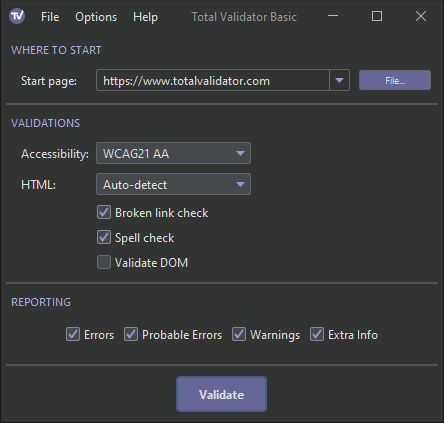 TV File Options Help Total Validator Basic
WHERE TO START
Start page: https://www.totalvalidator.com File...
VALIDATIONS
Accessibility: WCAG21 AA
HTML: Auto-detect
Broken link check
Spell check
Validate DOM
REPORTING
Errors Probable Errors Warnings Extra Info
Validate